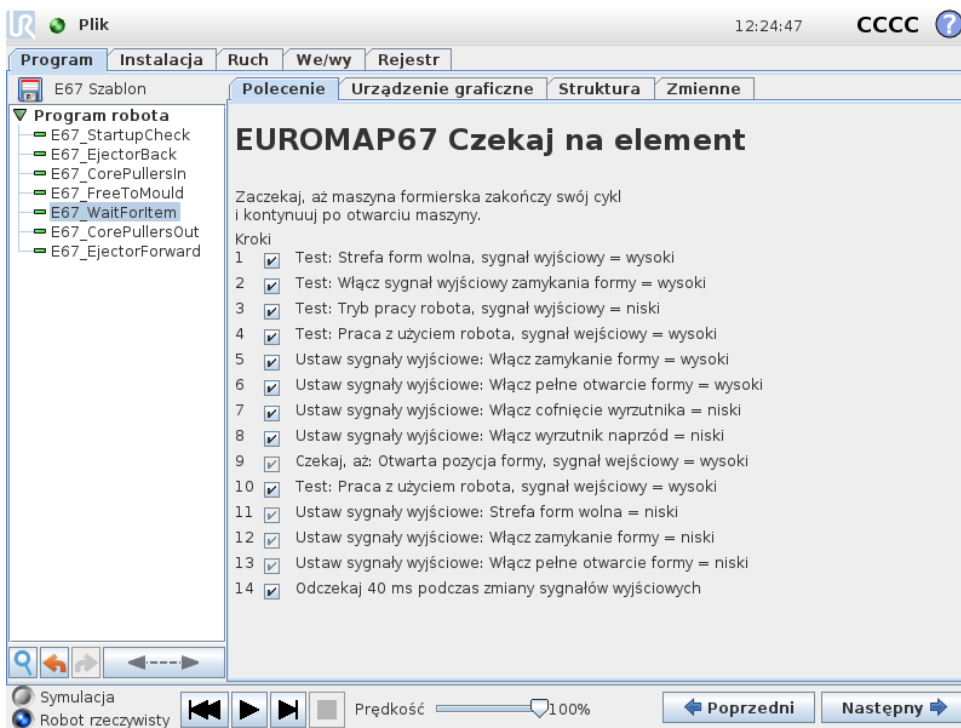 Plik
12:24:47
CCCC
?
Program Instalacja Ruch We/wy Rejestr
E67 Szablon
Polecenie Urządzenie graficzne Struktura Zmienne
Program robota
E67_StartupCheck
E67_EjectorBack
E67_CorePullersIn
E67_FreeToMould
E67_WaitForItem
E67_CorePullersOut
E67_EjectorForward
EUROMAP67 Czekaj na element
Zaczekaj, aż maszyna formierska zakończy swój cykl
i kontynuuj po otwarciu maszyny.
Kroki
1 Test: Strefa form wolna, sygnał wyjściowy = wysoki
2 Test: Włącz sygnał wyjściowy zamykania formy = wysoki
3 Test: Tryb pracy robota, sygnał wyjściowy = niski
4 Test: Praca z użyciem robota, sygnał wejściowy = wysoki
5 Ustaw sygnały wyjściowe: Włącz zamykanie formy = wysoki
6 Ustaw sygnały wyjściowe: Włącz pełne otwarcie formy = wysoki
7 Ustaw sygnały wyjściowe: Włącz cofnięcie wyrzutnika = niski
8 Ustaw sygnały wyjściowe: Włącz wyrzutnik naprzód = niski
9 Czekaj, aż: Otwarta pozycja formy, sygnał wejściowy = wysoki
10 Test: Praca z użyciem robota, sygnał wejściowy = wysoki
11 Ustaw sygnały wyjściowe: Strefa form wolna = niski
12 Ustaw sygnały wyjściowe: Włącz zamykanie formy = niski
13 Ustaw sygnały wyjściowe: Włącz pełne otwarcie formy = niski
14 Odczekaj 40 ms podczas zmiany sygnałów wyjściowych
Symulacja
Robot rzeczywisty
Prędkość 100%
Poprzedni
Następny